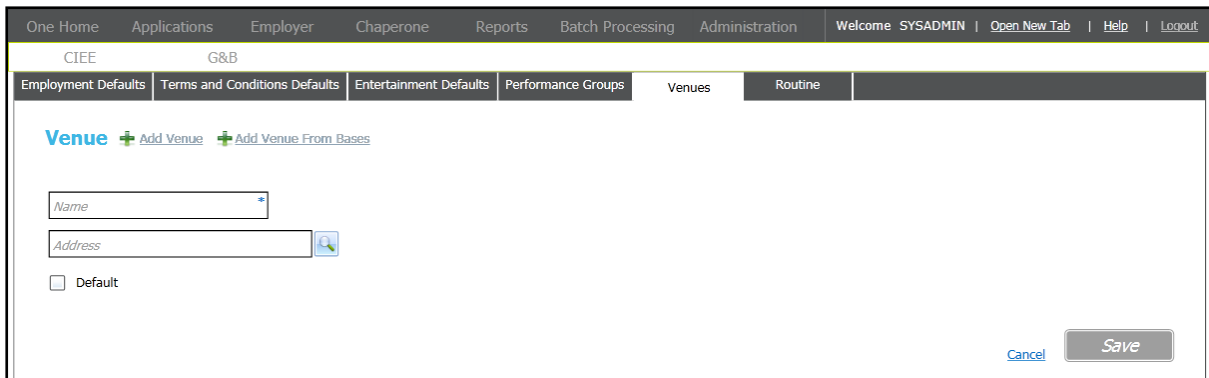 One Home Applications Employer Chaperone Reports Batch Processing Administration Welcome SYSADMIN | Open New Tab | Help | Logout
CIEE G&B
Employment Defaults Terms and Conditions Defaults Entertainment Defaults Performance Groups Venues Routine
Venue Add Venue Add Venue From Bases
Name *
Address
Default
Cancel Save